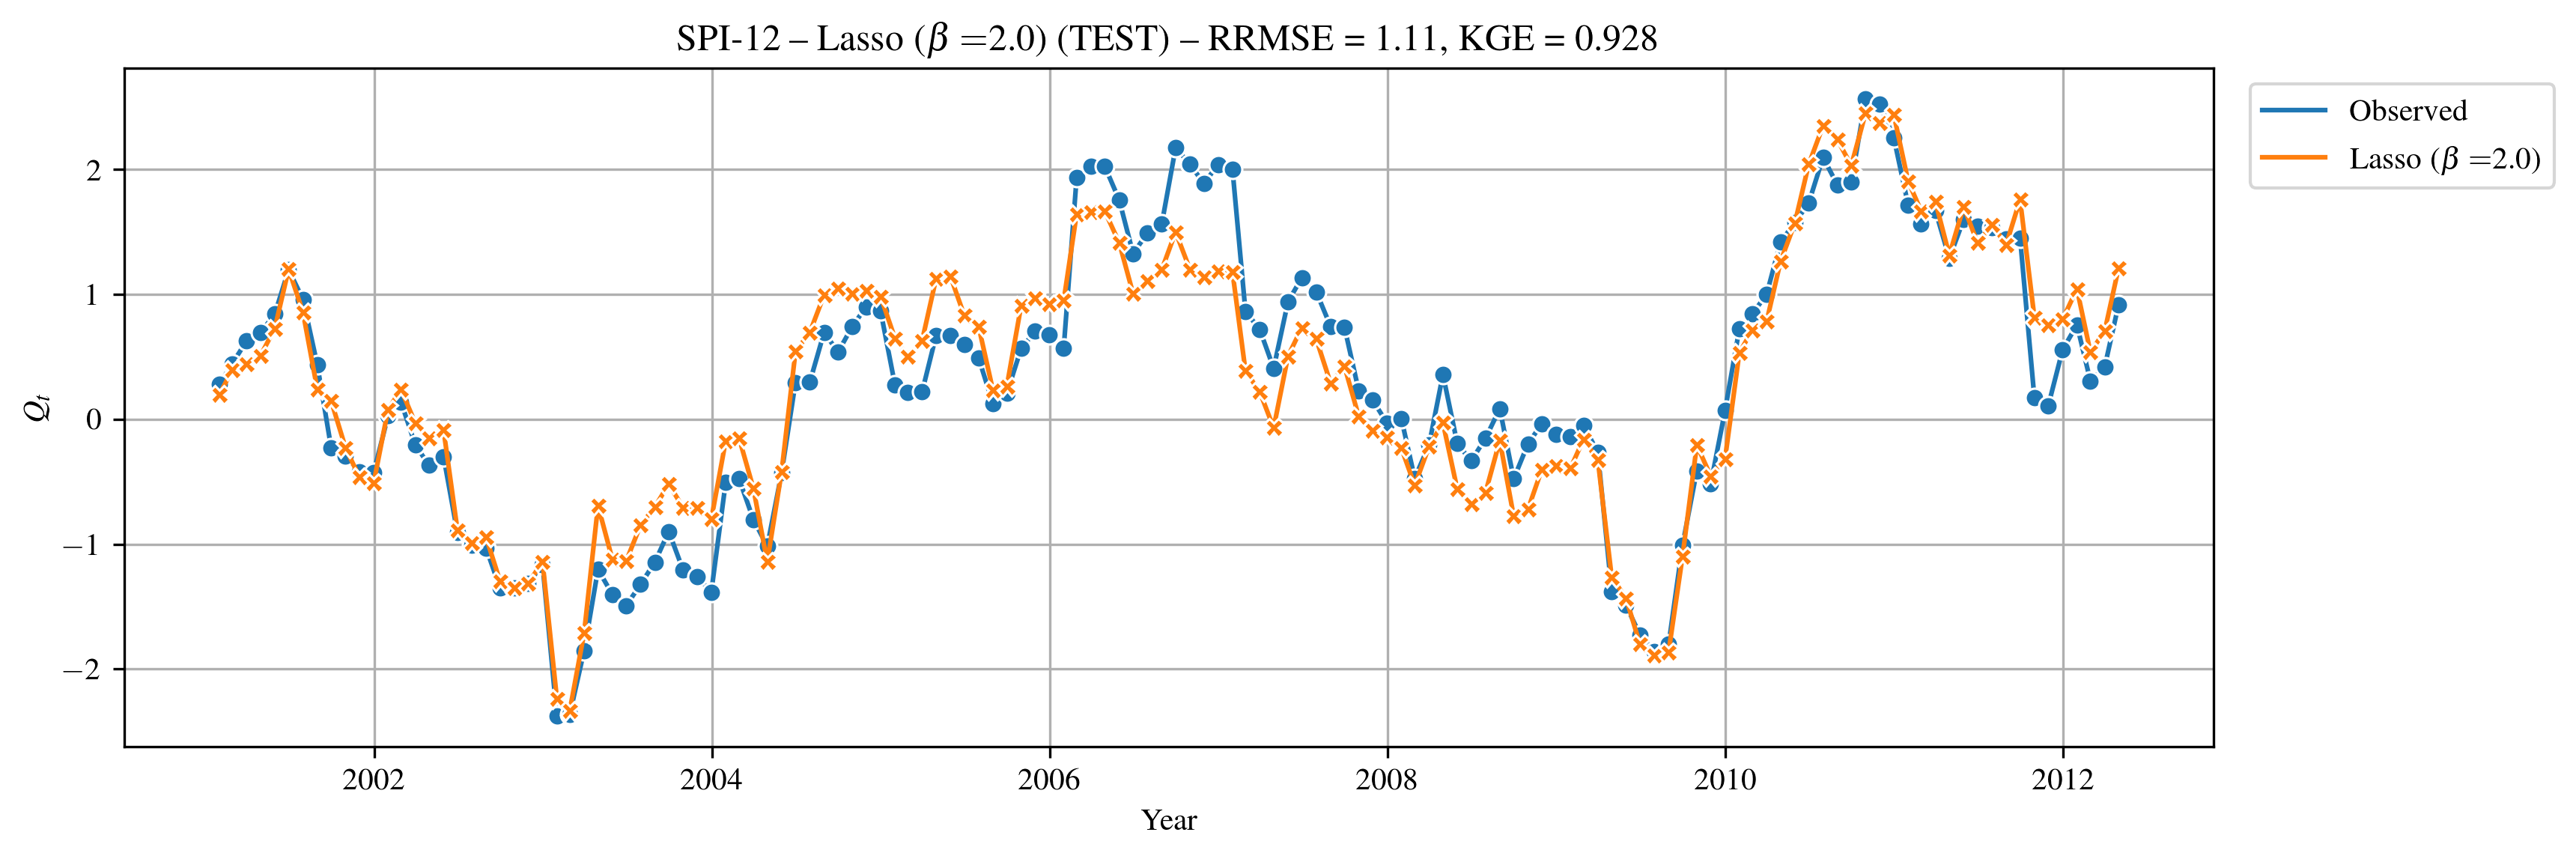 SPI-12 – Lasso (β =2.0) (TEST) – RRMSE = 1.11, KGE = 0.928
Observed
Lasso (β =2.0)
Qt
2
1
0
−1
−2
2002 2004 2006 2008 2010 2012
Year